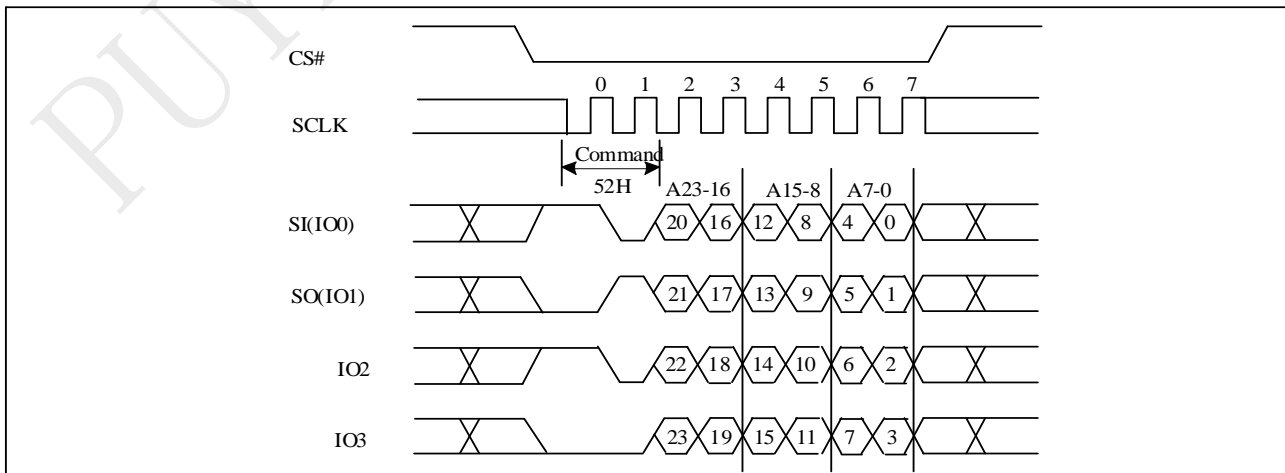 PUY
CS#
0 1 2 3 4 5 6 7
SCLK
Command
52H
A23-16 A15-8 A7-0
SI(IO0) 20 16 12 8 4 0
SO(IO1) 21 17 13 9 5 1
IO2 22 18 14 10 6 2
IO3 23 19 15 11 7 3